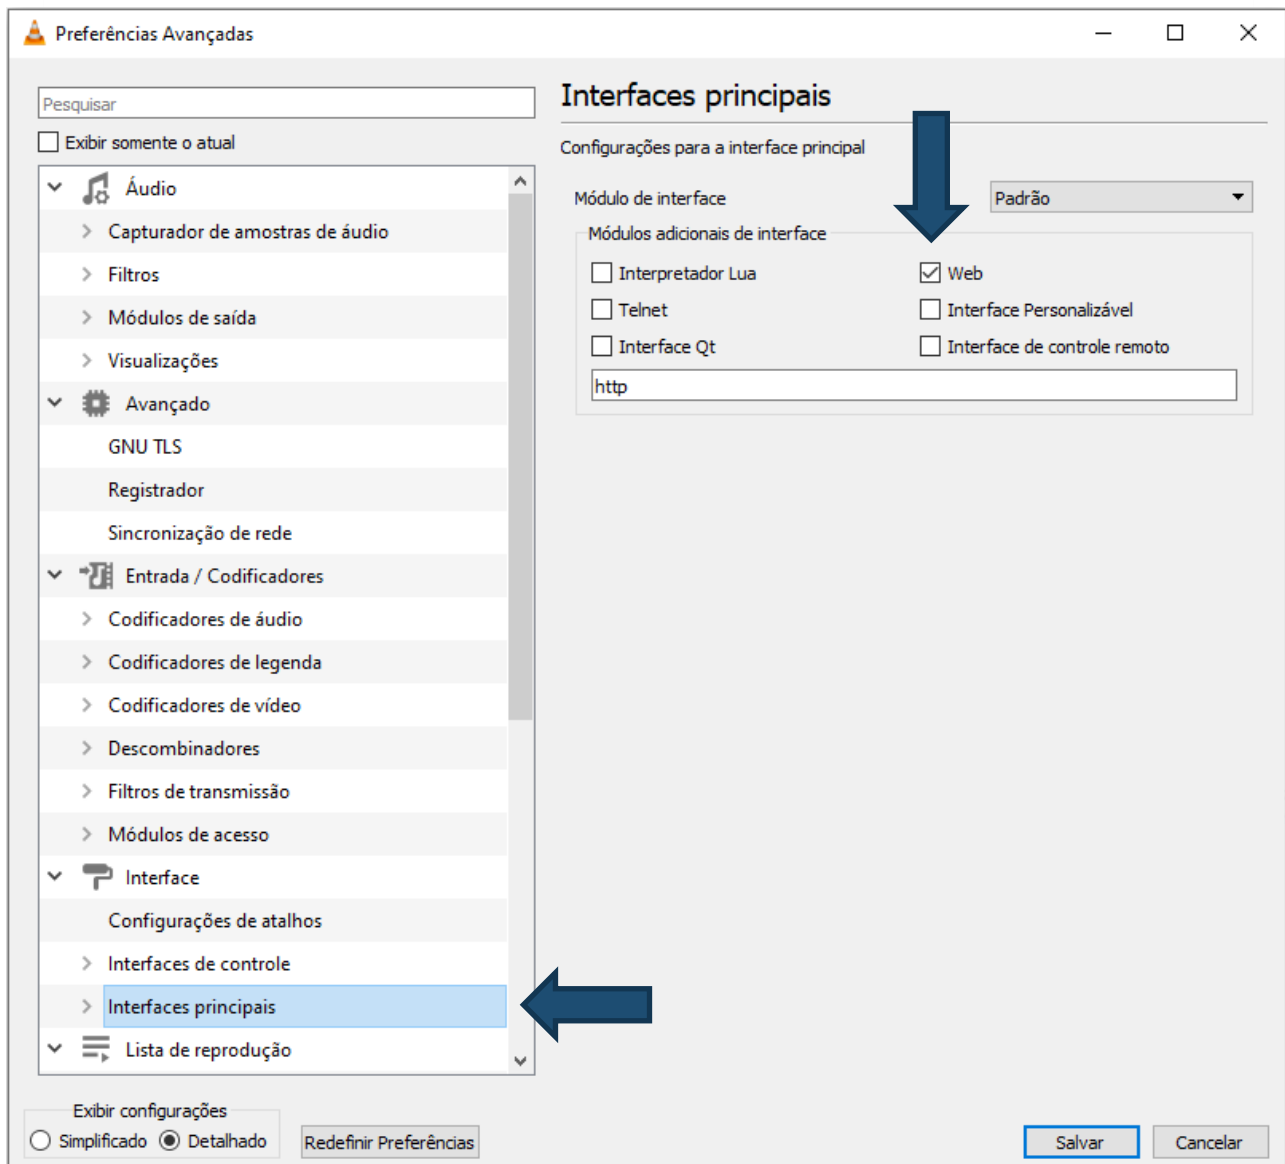 Preferências Avançadas
Pesquisar
Exibir somente o atual
Áudio
Capturador de amostras de áudio
Filtros
Módulos de saída
Visualizações
Avançado
GNU TLS
Registrador
Sincronização de rede
Entrada / Codificadores
Codificadores de áudio
Codificadores de legenda
Codificadores de vídeo
Descombinadores
Filtros de transmissão
Módulos de acesso
Interface
Configurações de atalhos
Interfaces de controle
Interfaces principais
Lista de reprodução
Interfaces principais
Configurações para a interface principal
Módulo de interface Padrão
Módulos adicionais de interface
Interpretador Lua Web
Telnet Interface Personalizável
Interface Qt Interface de controle remoto
http
Exibir configurações
Simplificado Detalhado Redefinir Preferências Salvar Cancelar